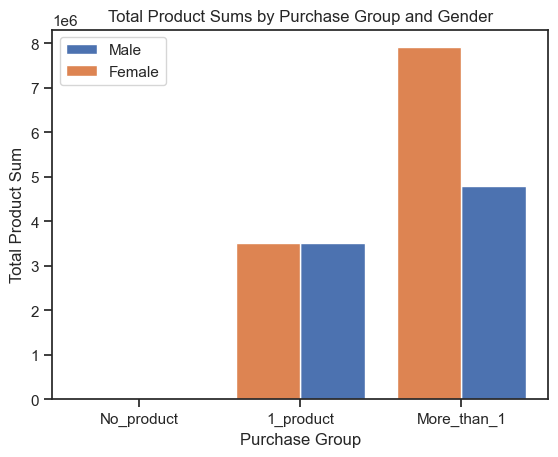 Total Product Sums by Purchase Group and Gender
1e6
Male
Female
8
7
6
5
4
3
2
1
0
Total Product Sum
No_product
1_product
More_than_1
Purchase Group